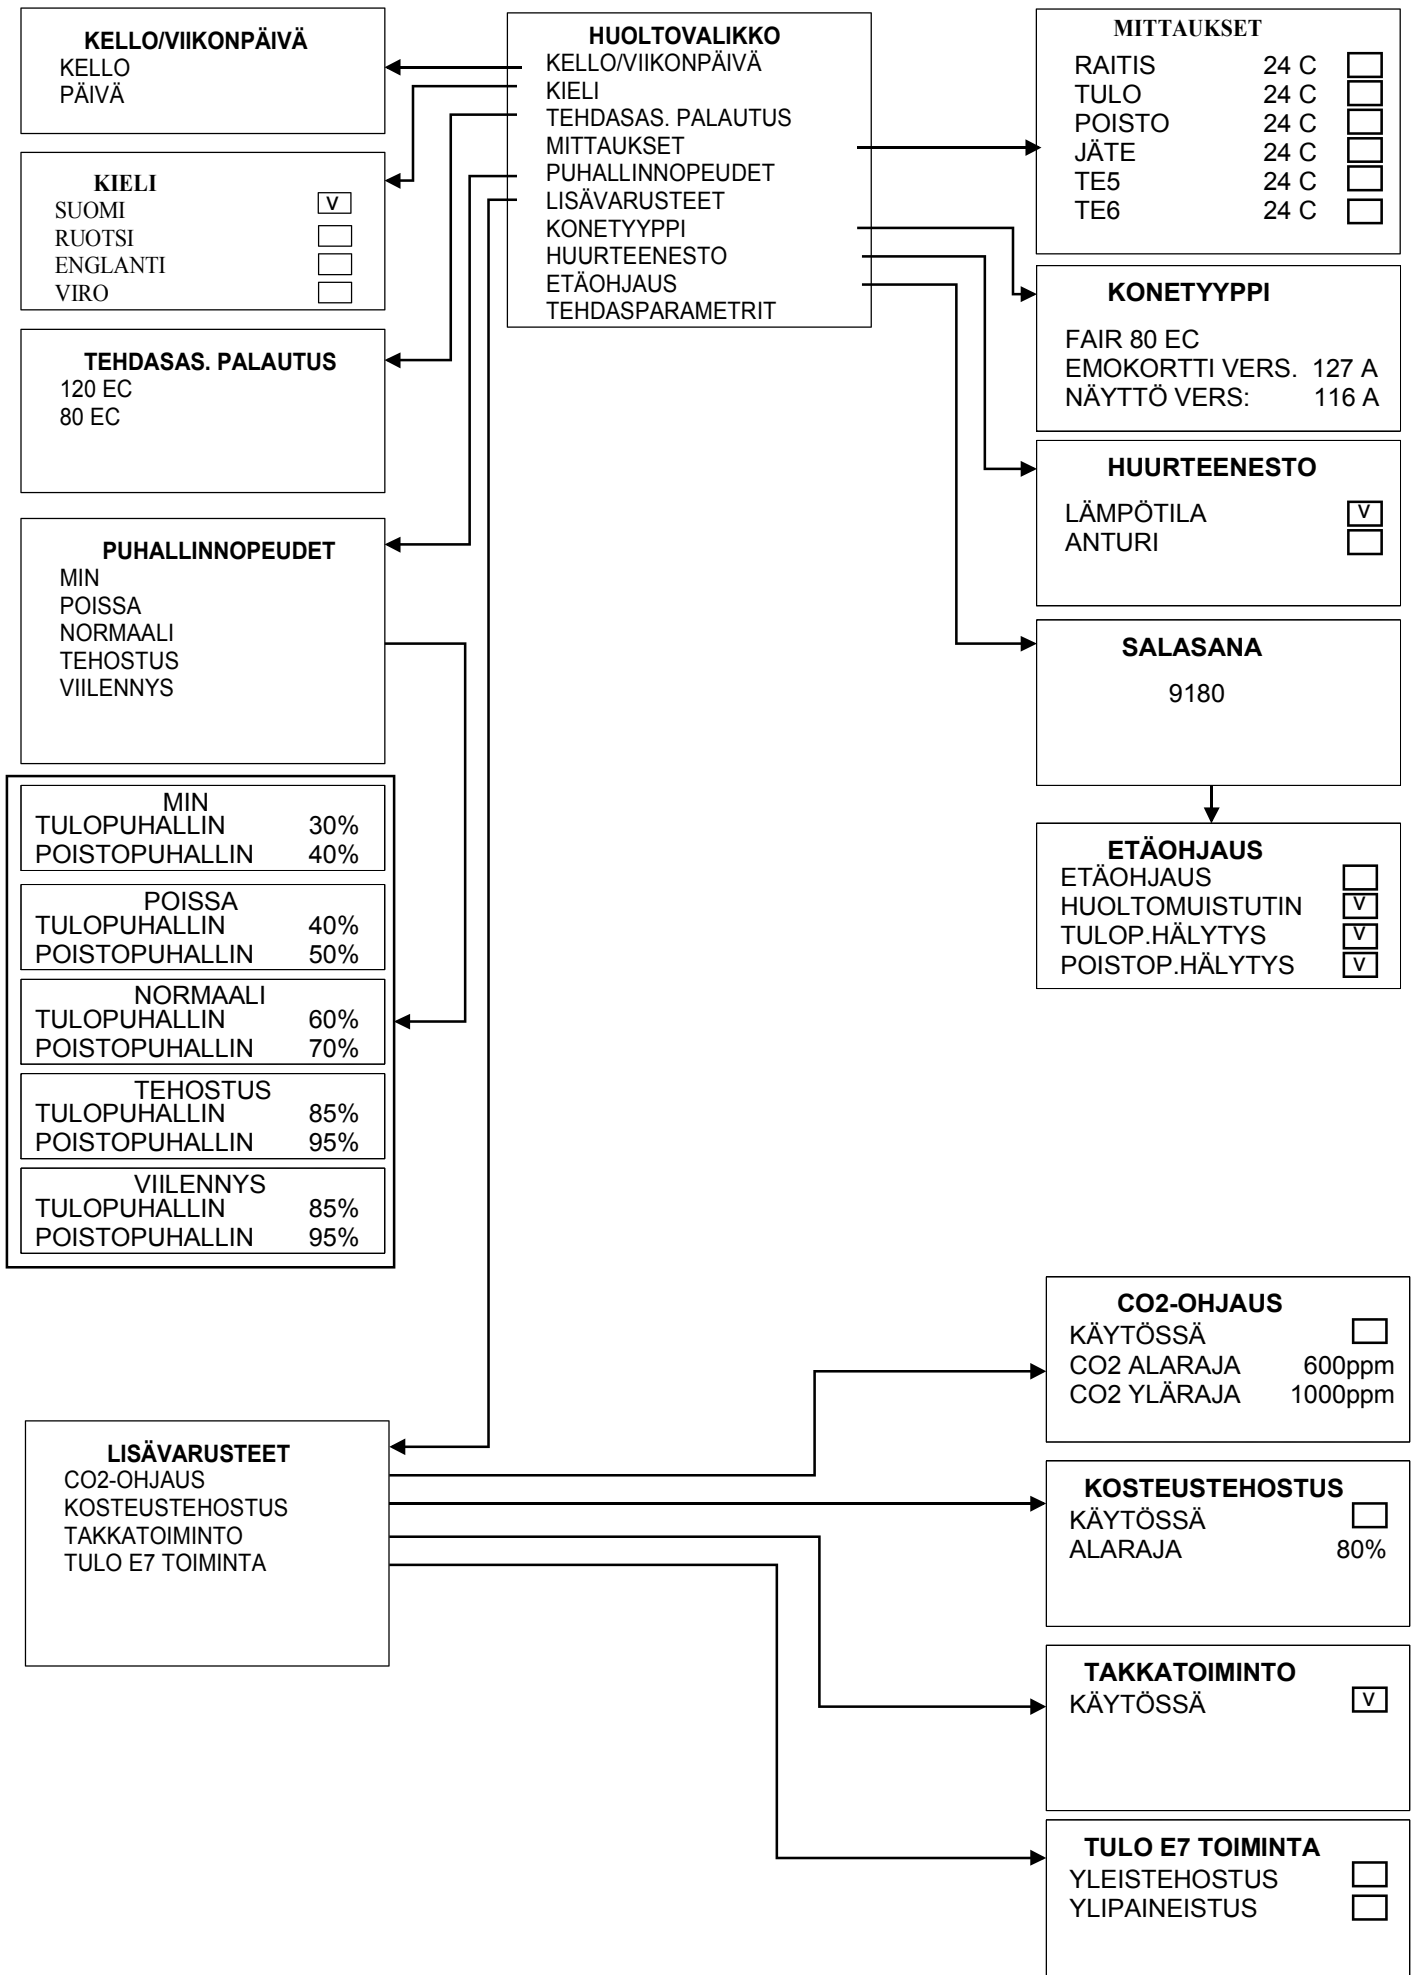 KELLO/VIIKONPÄIVÄ
KELLO
PÄIVÄ
KIELI
SUOMI V
RUOTSI
ENGLANTI
VIRO
TEHDASAS. PALAUTUS
120 EC
80 EC
PUHALLINNOPEUDET
MIN
POISSA
NORMAALI
TEHOSTUS
VIILENNYS
MIN
TULOPUHALLIN 30%
POISTOPUHALLIN 40%
POISSA
TULOPUHALLIN 40%
POISTOPUHALLIN 50%
NORMAALI
TULOPUHALLIN 60%
POISTOPUHALLIN 70%
TEHOSTUS
TULOPUHALLIN 85%
POISTOPUHALLIN 95%
VIILENNYS
TULOPUHALLIN 85%
POISTOPUHALLIN 95%
HUOLTOVALIKKO
KELLO/VIIKONPÄIVÄ
KIELI
TEHDASAS. PALAUTUS
MITTAUKSET
PUHALLINNOPEUDET
LISÄVARUSTEET
KONETYYPPI
HUURTEENESTO
ETÄOHJAUS
TEHDASPARAMETRIT
MITTAUKSET
RAITIS 24 C
TULO 24 C
POISTO 24 C
JÄTE 24 C
TE5 24 C
TE6 24 C
KONETYYPPI
FAIR 80 EC
EMOKORTTI VERS. 127 A
NÄYTTÖ VERS: 116 A
HUURTEENESTO
LÄMPÖTILA V
ANTURI
SALASANA
9180
ETÄOHJAUS
ETÄOHJAUS
HUOLTOMUISTUTIN V
TULOP.HÄLYTYS V
POISTOP.HÄLYTYS V
LISÄVARUSTEET
CO2-OHJAUS
KOSTEUSTEHOSTUS
TAKKATOIMINTO
TULO E7 TOIMINTA
CO2-OHJAUS
KÄYTÖSSÄ
CO2 ALARAJA 600ppm
CO2 YLÄRAJA 1000ppm
KOSTEUSTEHOSTUS
KÄYTÖSSÄ
ALARAJA 80%
TAKKATOIMINTO
KÄYTÖSSÄ V
TULO E7 TOIMINTA
YLEISTEHOSTUS
YLIPAINEISTUS